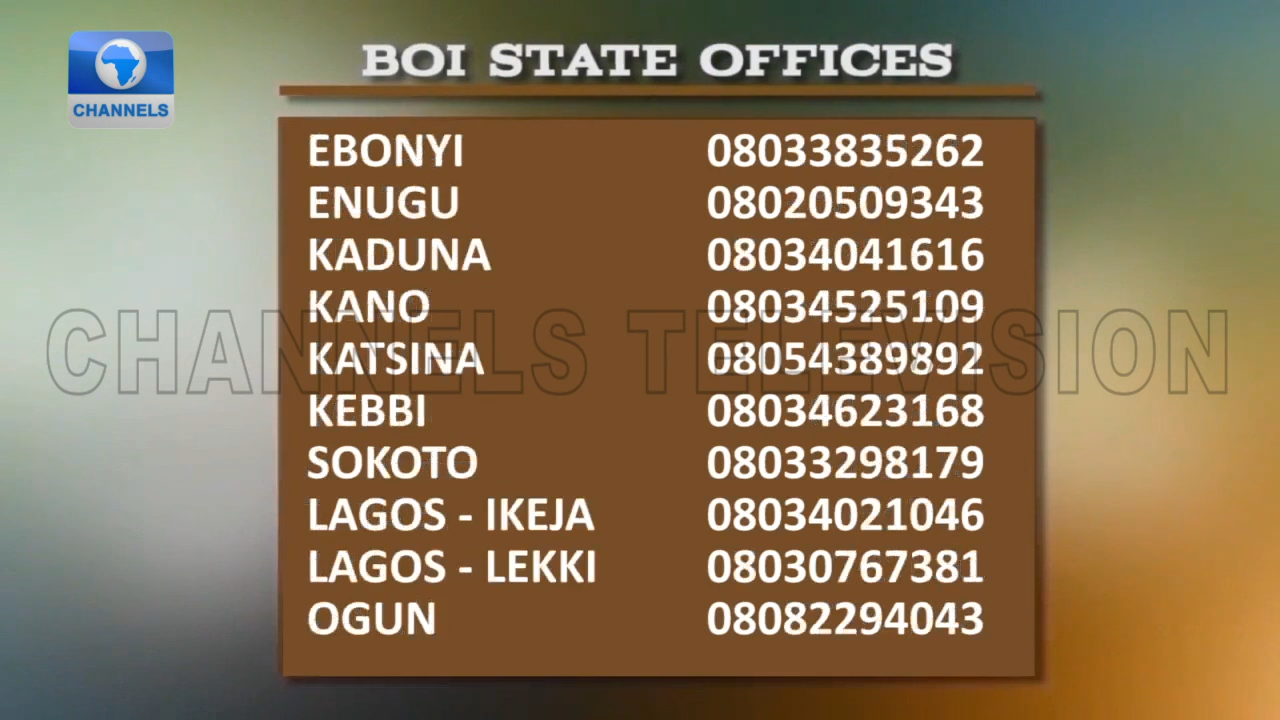 CHANNELS
BOI STATE OFFICES
EBONYI 08033835262
ENUGU 08020509343
KADUNA 08034041616
KANO 08034525109
KATSINA 08054389892
KEBBI 08034623168
SOKOTO 08033298179
LAGOS - IKEJA 08034021046
LAGOS - LEKKI 08030767381
OGUN 08082294043
CHANNELS TELEVISION